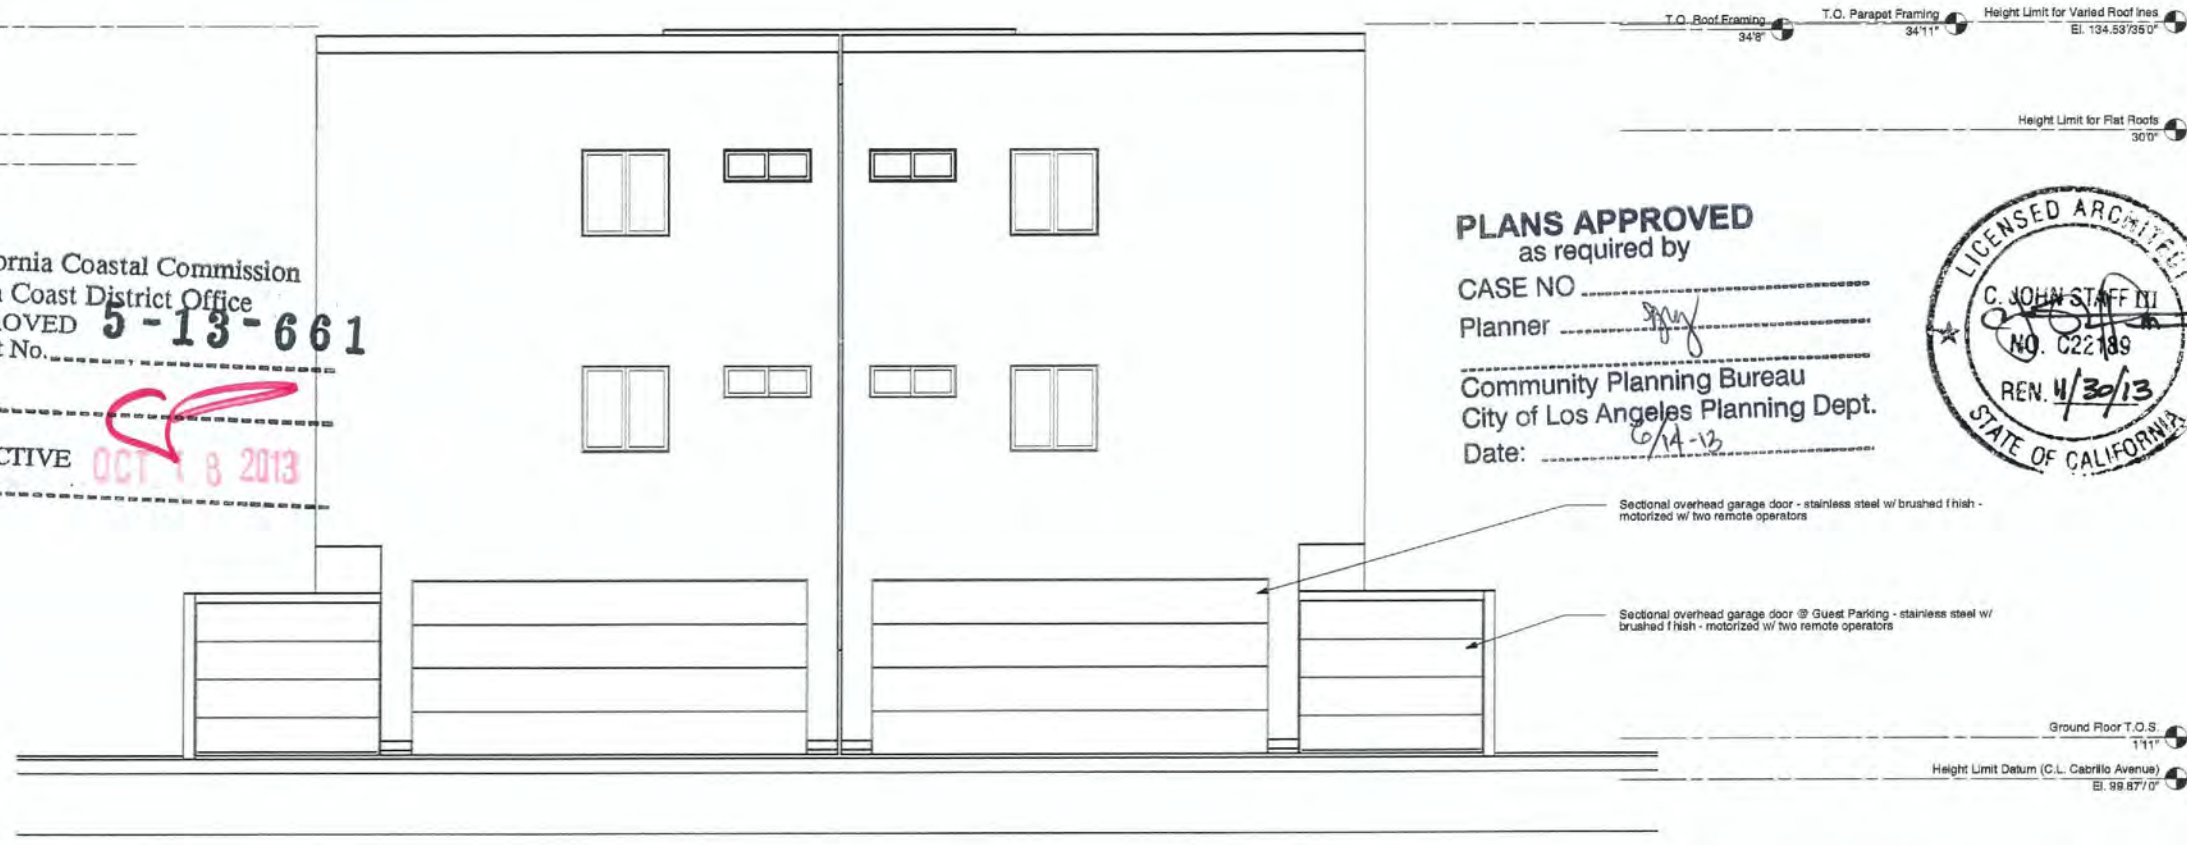 T.O. Roof Framing
34'8"
T.O. Parapet Framing
34'11"
Height Limit for Varied Roof lines
El. 134.53'/35'0"
Height Limit for Flat Roofs
30'0"
ornia Coastal Commission
Coast District Office
OVED 5-13-661
t No.
CTIVE OCT 18 2013
PLANS APPROVED
as required by
CASE NO
Planner
Community Planning Bureau
City of Los Angeles Planning Dept.
Date: 6/14-13
LICENSED ARCHITECT
C. JOHN STAFF III
NO. C22189
REN. 11/30/13
STATE OF CALIFORNIA
Sectional overhead garage door - stainless steel w/ brushed finish -
motorized w/ two remote operators
Sectional overhead garage door @ Guest Parking - stainless steel w/
brushed finish - motorized w/ two remote operators
Ground Floor T.O.S.
1'11"
Height Limit Datum (C.L. Cabrillo Avenue)
El. 99.87'/0"